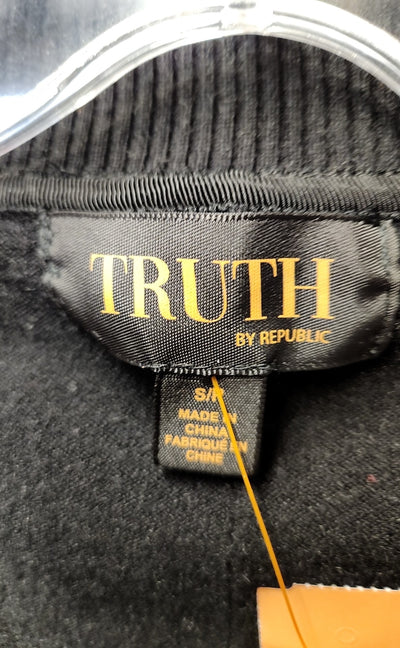 TRUTH
BY REPUBLIC
S/P
MADE IN
CHINA
FABRIQUÉ EN
CHINE